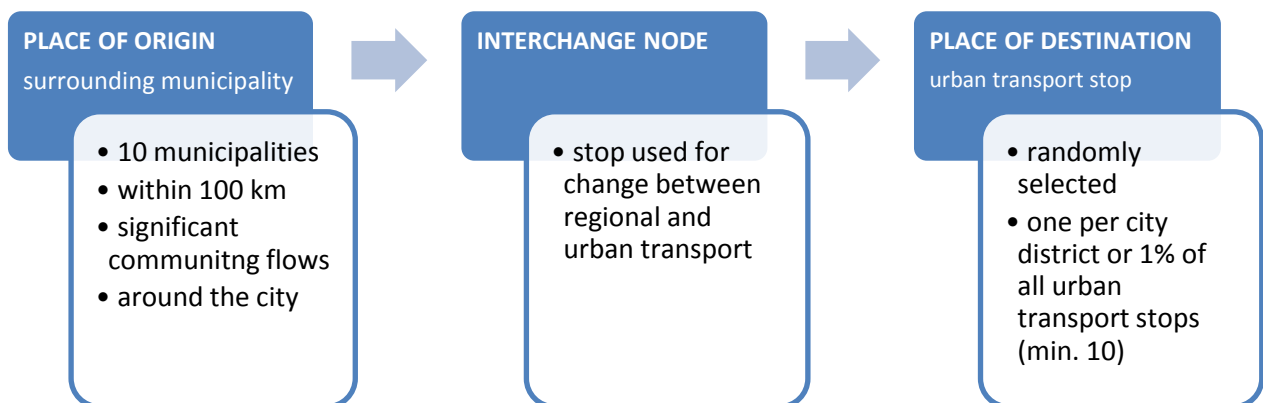 PLACE OF ORIGIN
surrounding municipality
• 10 municipalities
• within 100 km
• significant
communitng flows
• around the city
INTERCHANGE NODE
• stop used for
change between
regional and
urban transport
PLACE OF DESTINATION
urban transport stop
• randomly
selected
• one per city
district or 1% of
all urban
transport stops
(min. 10)